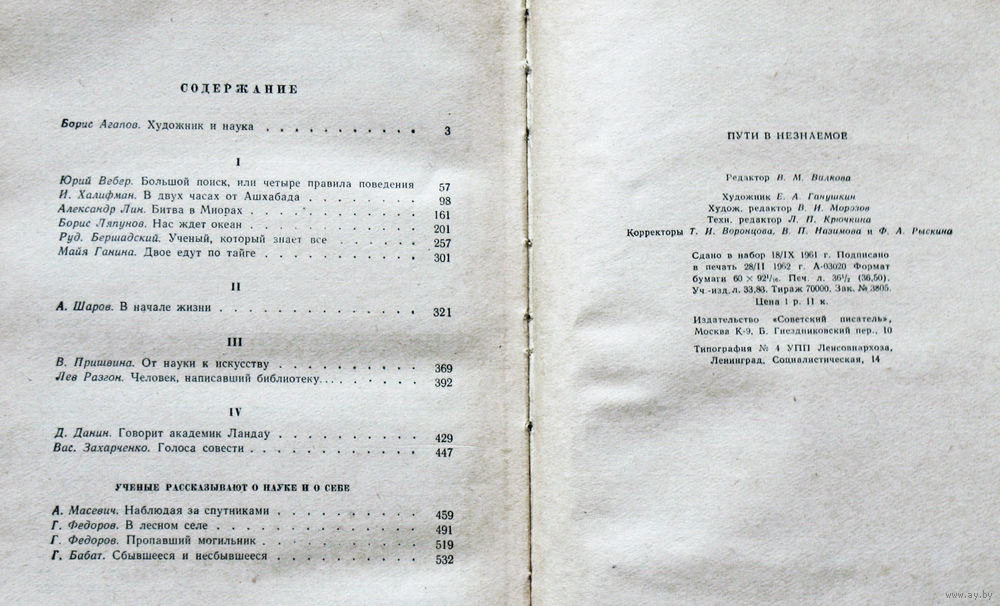 СОДЕРЖАНИЕ
Борис Агапов. Художник и наука . . . . . . . . . . . 3
I
Юрий Вебер. Большой поиск, или четыре правила поведения 57
И. Халифман. В двух часах от Ашхабада . . . . . . . . 98
Александр Лин. Битва в Миорах . . . . . . . . . . . 161
Борис Ляпунов. Нас ждет океан . . . . . . . . . . . 201
Руд. Бершадский. Ученый, который знает все . . . . . . 257
Майя Ганина. Двое едут по тайге . . . . . . . . . . 301
II
А. Шаров. В начале жизни . . . . . . . . . . . . . 321
III
В. Пришвина. От науки к искусству . . . . . . . . . 369
Лев Разгон. Человек, написавший библиотеку. . . . . . . 392
IV
Д. Данин. Говорит академик Ландау . . . . . . . . . 429
Вас. Захарченко. Голоса совести . . . . . . . . . . 447
УЧЕНЫЕ РАССКАЗЫВАЮТ О НАУКЕ И О СЕБЕ
А. Масевич. Наблюдая за спутниками . . . . . . . . . 459
Г. Федоров. В лесном селе . . . . . . . . . . . . 491
Г. Федоров. Пропавший могильник . . . . . . . . . . 519
Г. Бабат. Сбывшееся и несбывшееся . . . . . . . . . 532
ПУТИ В НЕЗНАЕМОЕ
Редактор В. М. Вилкова
Художник Е. А. Ганушкин
Худож. редактор В. И. Морозов
Техн. редактор Л. П. Крючкина
Корректоры Т. И. Воронцова, В. П. Назимова и Ф. А. Рыскина
Сдано в набор 18/IX 1961 г. Подписано
в печать 28/II 1962 г. А-03020 Формат
бумаги 60 × 92¹/₁₆. Печ. л. 36¹/₂ (36,50).
Уч.-изд. л. 33,83. Тираж 70000. Зак. № 3805.
Цена 1 р. 11 к.
Издательство «Советский писатель»,
Москва К-9, Б. Гнездниковский пер., 10
Типография № 4 УПП Ленсовнархоза,
Ленинград, Социалистическая, 14
www.ay.by